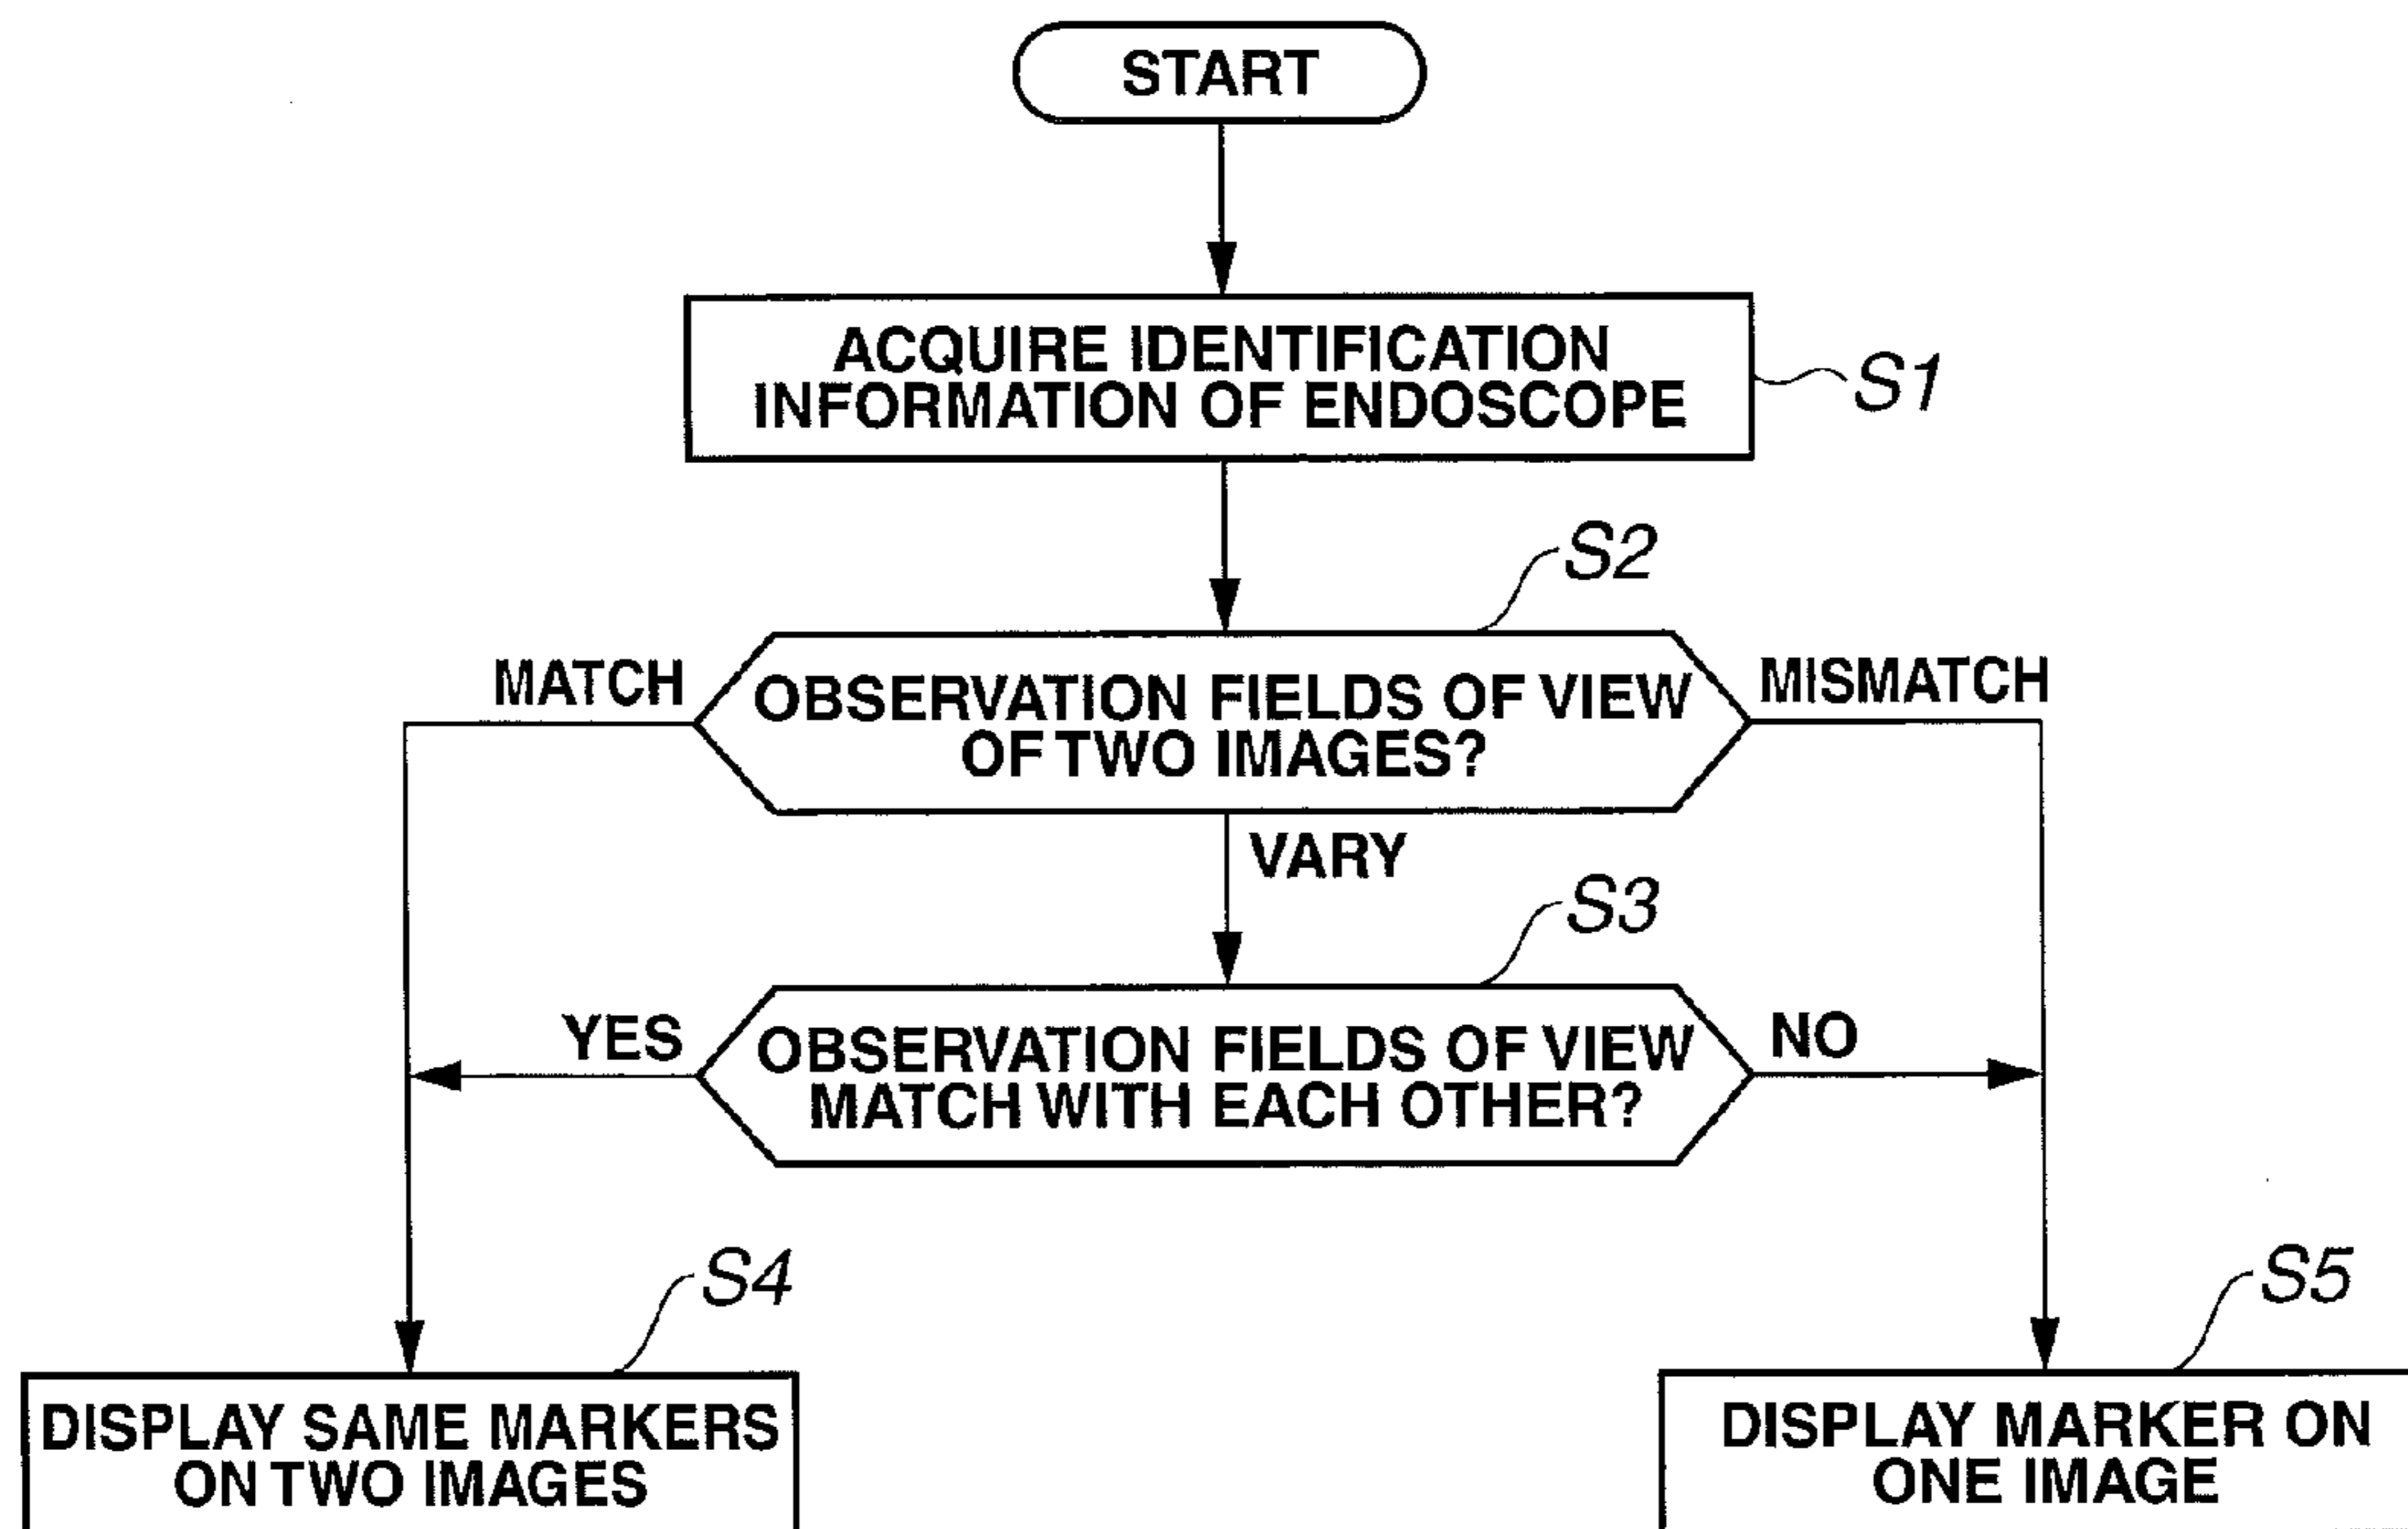 START
ACQUIRE IDENTIFICATION
INFORMATION OF ENDOSCOPE
S1
S2
MATCH
OBSERVATION FIELDS OF VIEW
OF TWO IMAGES?
MISMATCH
VARY
S3
YES
OBSERVATION FIELDS OF VIEW
MATCH WITH EACH OTHER?
NO
S4
DISPLAY SAME MARKERS
ON TWO IMAGES
S5
DISPLAY MARKER ON
ONE IMAGE